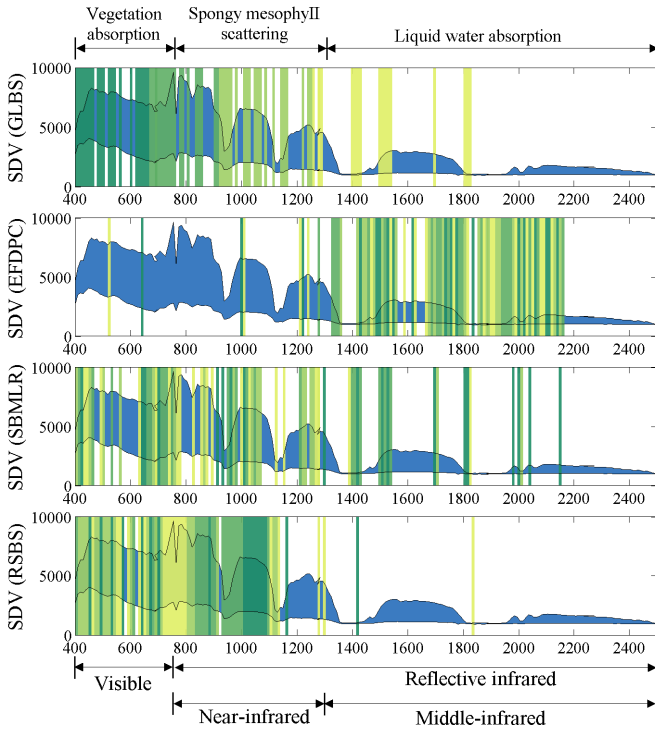 Vegetation
absorption
Spongy mesophyII
scattering
Liquid water absorption
SDV (GLBS)
10000
5000
0
400 600 800 1000 1200 1400 1600 1800 2000 2200 2400
SDV (EFDPC)
10000
5000
0
400 600 800 1000 1200 1400 1600 1800 2000 2200 2400
SDV (SBMLR)
10000
5000
0
400 600 800 1000 1200 1400 1600 1800 2000 2200 2400
SDV (RSBS)
10000
5000
0
400 600 800 1000 1200 1400 1600 1800 2000 2200 2400
Visible
Reflective infrared
Near-infrared
Middle-infrared